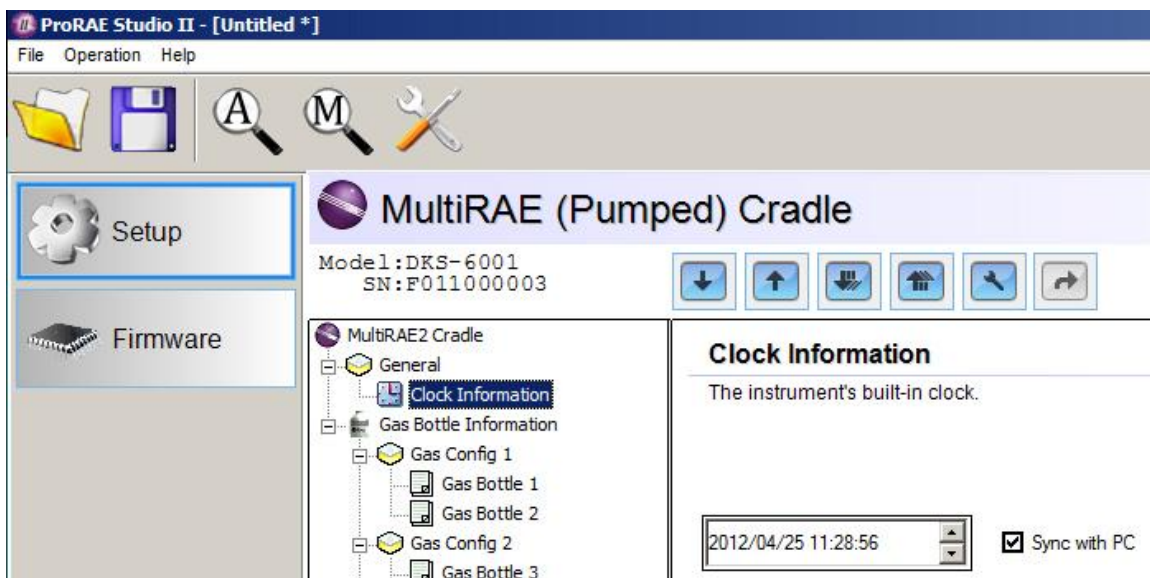 ProRAE Studio II - [Untitled *]
File Operation Help
A M
Setup
Firmware
MultiRAE (Pumped) Cradle
Model:DKS-6001
SN:F011000003
MultiRAE2 Cradle
General
Clock Information
Gas Bottle Information
Gas Config 1
Gas Bottle 1
Gas Bottle 2
Gas Config 2
Gas Bottle 3
Clock Information
The instrument's built-in clock.
2012/04/25 11:28:56
Sync with PC